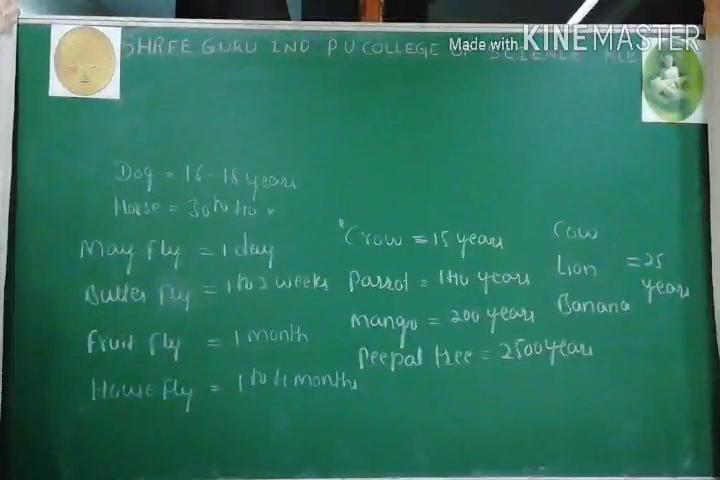 SHREE GURU IND P U COLLEGE OF SCIENCE
Made with KINEMASTER
Dog = 16-18 years
Horse = 30 to 40 "
May Fly = 1 day
Butter Fly = 1 to 2 weeks
Fruit Fly = 1 month
House Fly = 1 to 4 months
"Crow = 15 years
Parrot = 140 years
Mango = 200 years
Peepal tree = 2500 years
Cow
Lion = 25 years
Banana